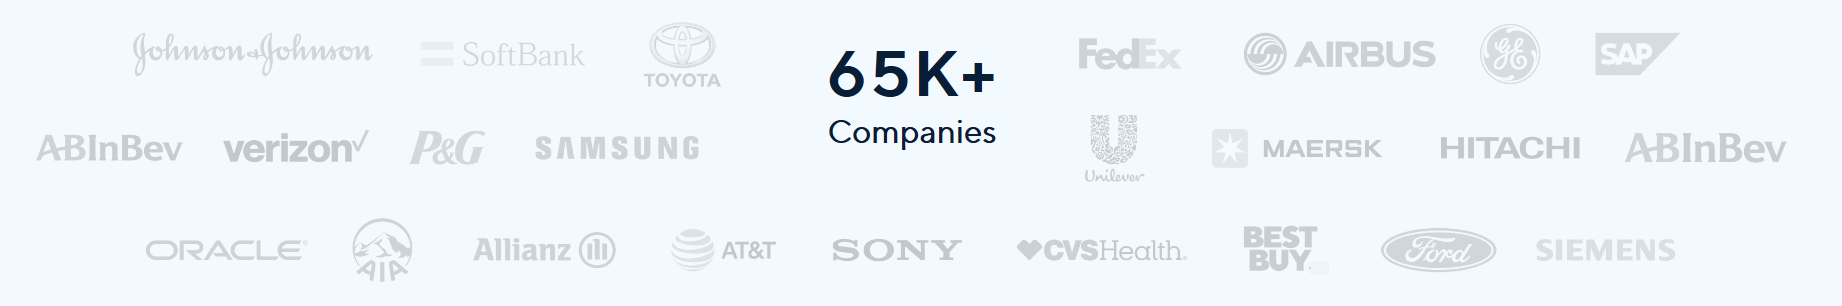 Johnson&Johnson
SoftBank
TOYOTA
65K+
Companies
FedEx
AIRBUS
GE
SAP
ABInBev
verizon✓
P&G
SAMSUNG
Unilever
MAERSK
HITACHI
ABInBev
ORACLE®
AIA
Allianz
AT&T
SONY
CVSHealth®
BEST
BUY
Ford
SIEMENS